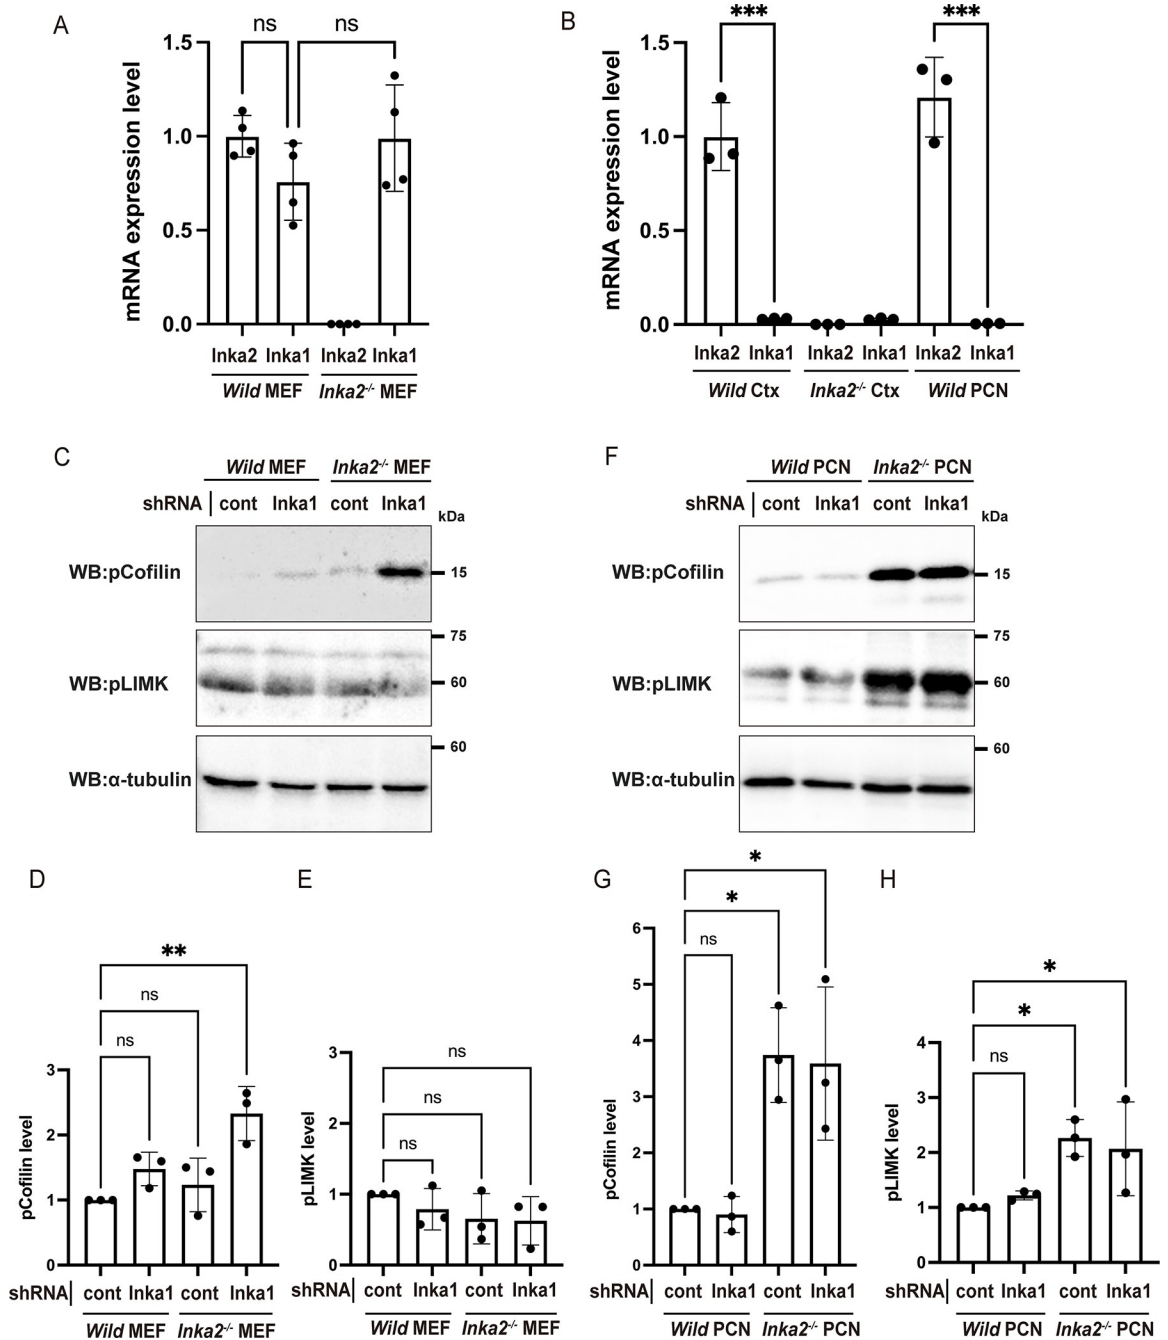 A
ns
ns
mRNA expression level
1.5
1.0
0.5
0.0
Inka2 Inka1 Inka2 Inka1
Wild MEF Inka2-/- MEF
B
***
***
mRNA expression level
1.5
1.0
0.5
0.0
Inka2 Inka1 Inka2 Inka1 Inka2 Inka1
Wild Ctx Inka2-/- Ctx Wild PCN
C
Wild MEF Inka2-/- MEF
shRNA cont Inka1 cont Inka1
kDa
WB:pCofilin
15
75
WB:pLIMK
60
60
WB:α-tubulin
F
Wild PCN Inka2-/- PCN
shRNA cont Inka1 cont Inka1
kDa
WB:pCofilin
15
75
WB:pLIMK
60
60
WB:α-tubulin
D
**
ns
ns
pCofilin level
3
2
1
0
shRNA cont Inka1 cont Inka1
Wild MEF Inka2-/- MEF
E
ns
ns
ns
pLIMK level
3
2
1
0
shRNA cont Inka1 cont Inka1
Wild MEF Inka2-/- MEF
G
*
*
ns
pCofilin level
6
5
4
3
2
1
0
shRNA cont Inka1 cont Inka1
Wild PCN Inka2-/- PCN
H
*
*
ns
pLIMK level
4
3
2
1
0
shRNA cont Inka1 cont Inka1
Wild PCN Inka2-/- PCN